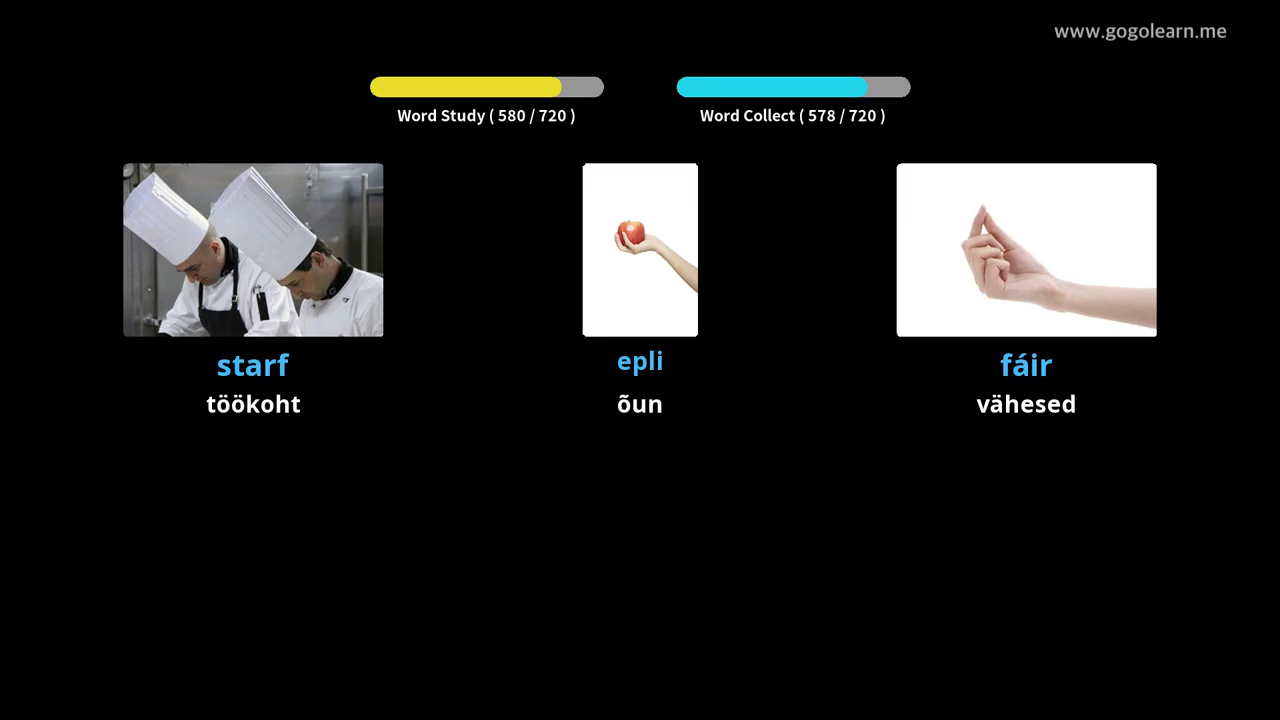 www.gogolearn.me
Word Study ( 580 / 720 )
Word Collect ( 578 / 720 )
starf
epli
fáir
töökoht
õun
vähesed